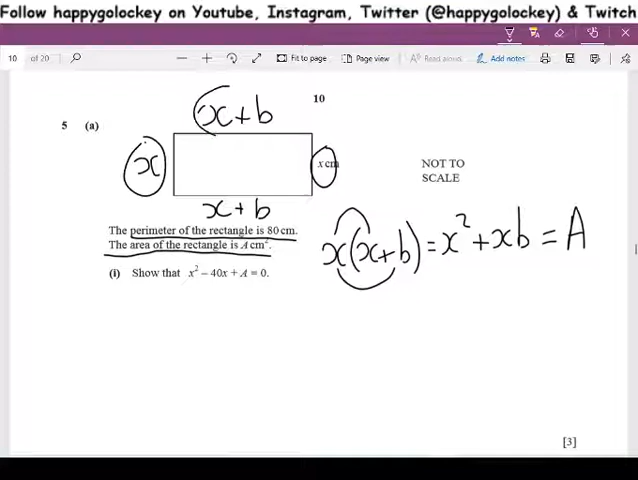 Follow happygolockey on Youtube, Instagram, Twitter (@happygolockey) & Twitch
10 of 20
Fit to page
Page view
Read aloud
Add notes
10
x+b
5 (a)
x
x cm
NOT TO
SCALE
x+b
The perimeter of the rectangle is 80 cm.
The area of the rectangle is A cm².
x(x+b) = x² + xb = A
(i) Show that x² – 40x + A = 0.
[3]